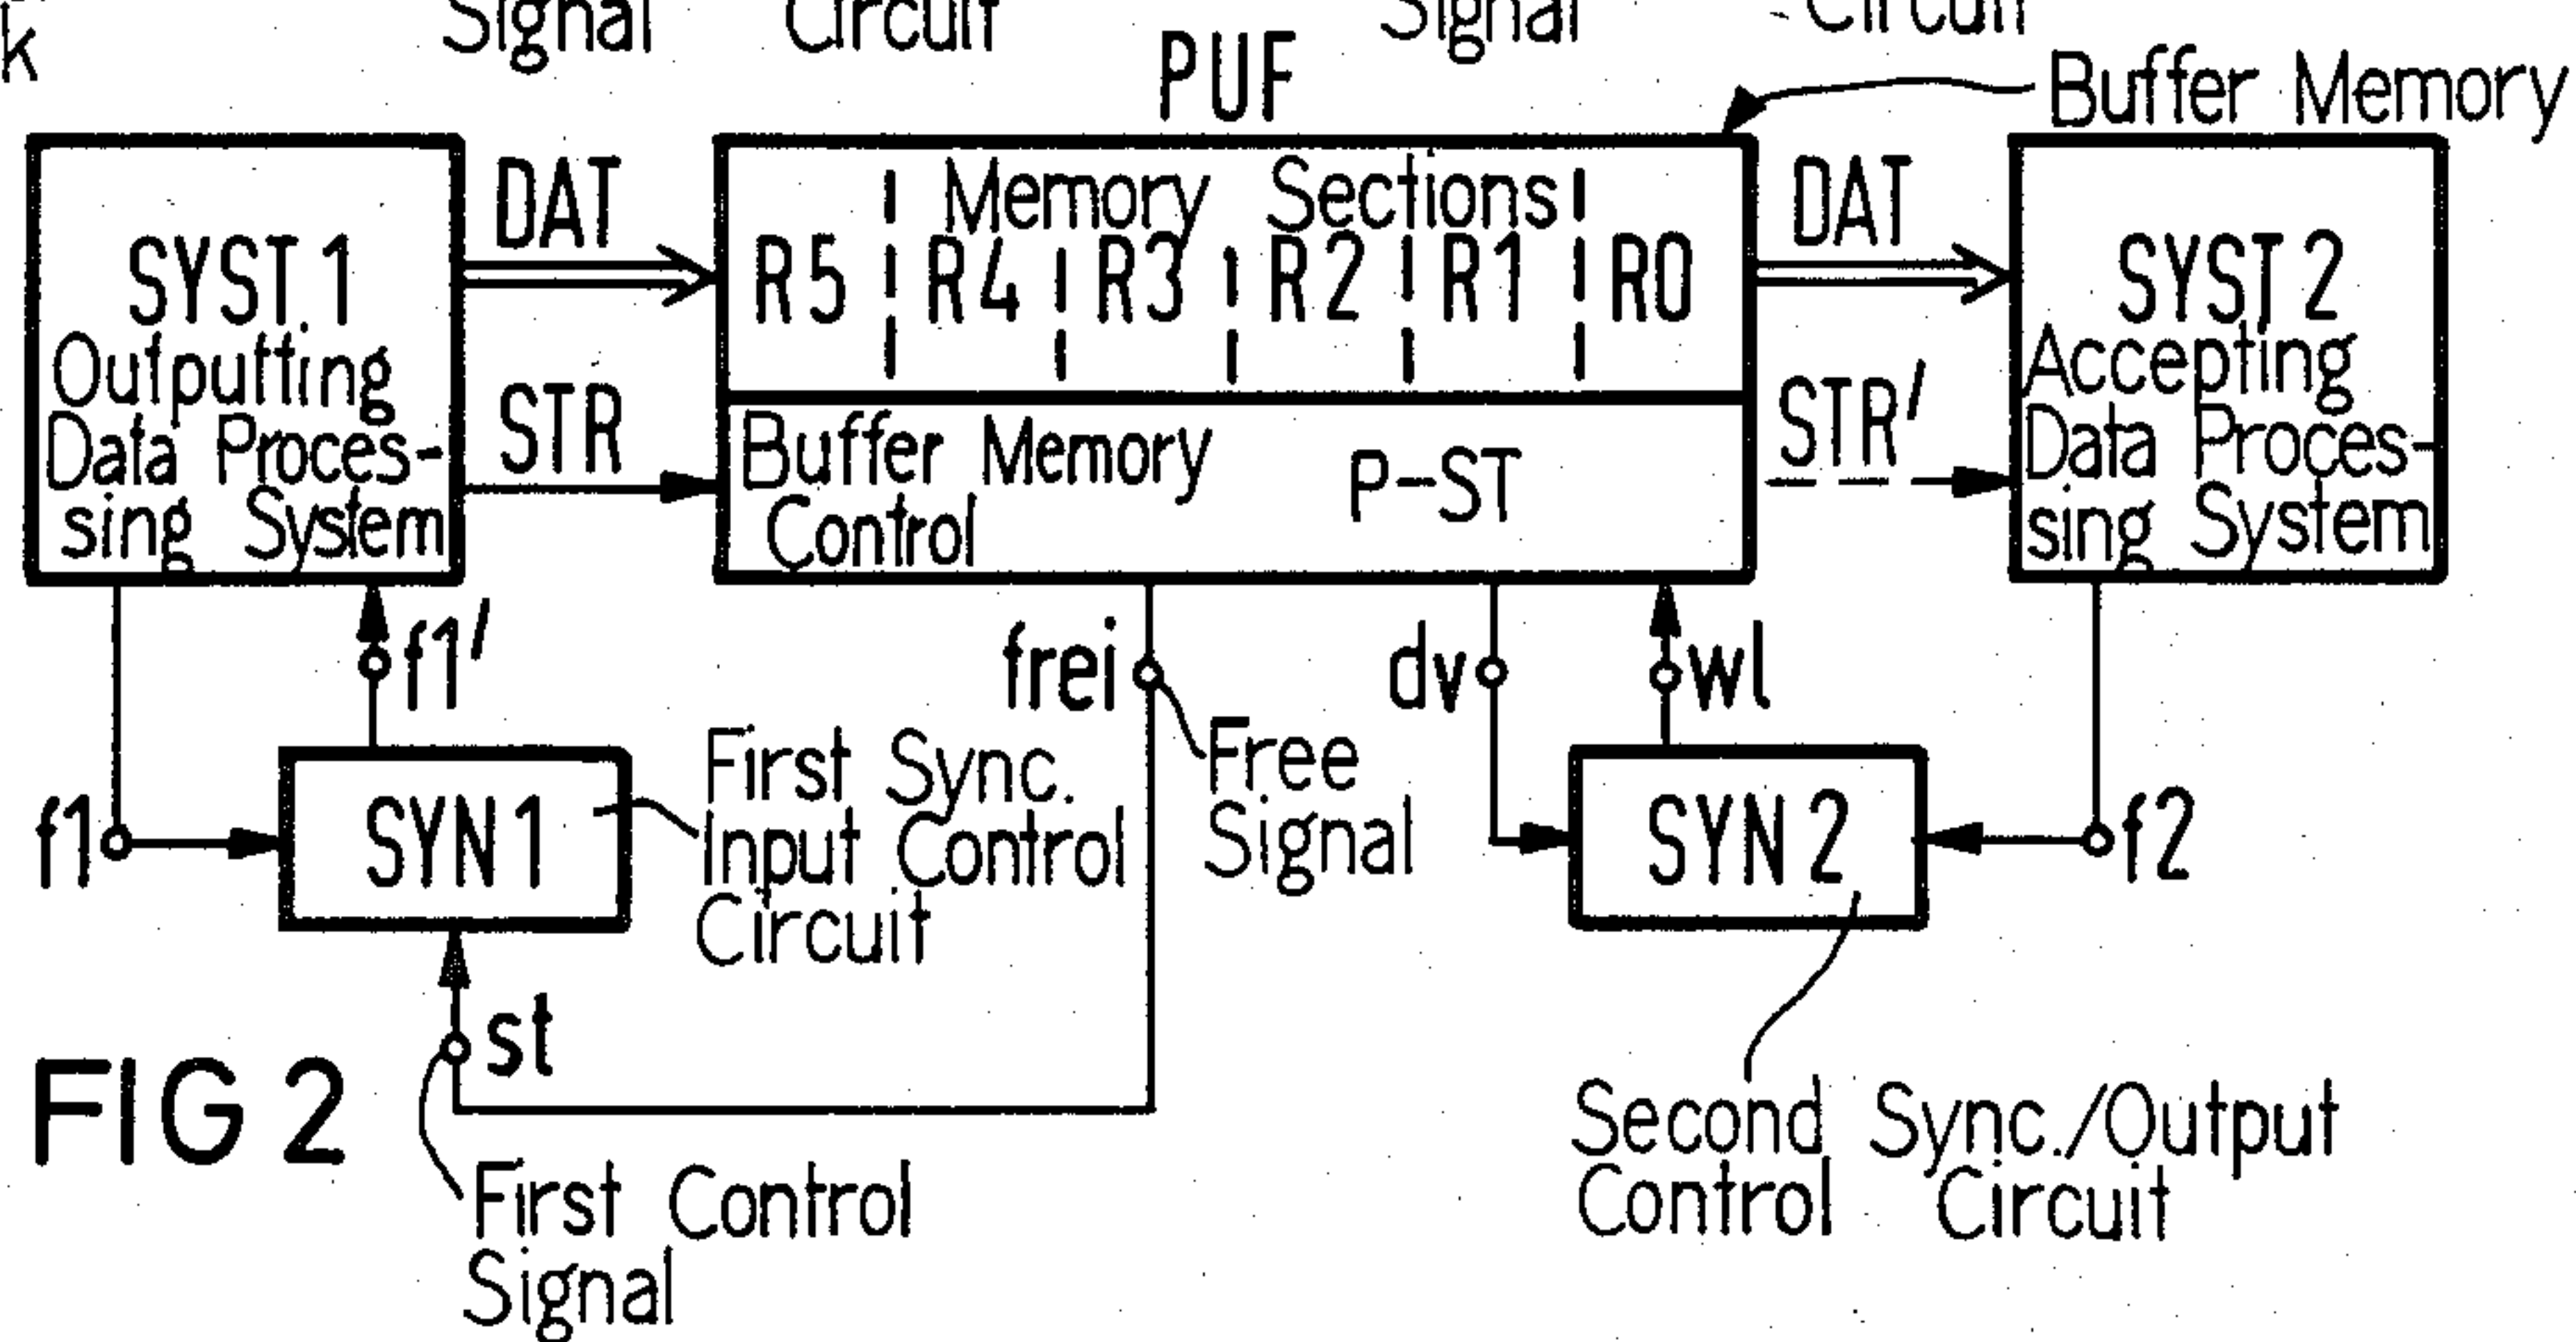 k
Signal Circuit Signal Circuit
PUF
Buffer Memory
SYST 1
Outputting
Data Proces-
sing System
DAT
STR
Memory Sections
R5 R4 R3 R2 R1 R0
Buffer Memory
Control
P-ST
DAT
STR'
SYST 2
Accepting
Data Proces-
sing System
f1'
frei
dv
wl
f1
SYN 1
First Sync.
Input Control
Circuit
Free
Signal
SYN 2
f2
st
FIG 2
First Control
Signal
Second Sync./Output
Control Circuit